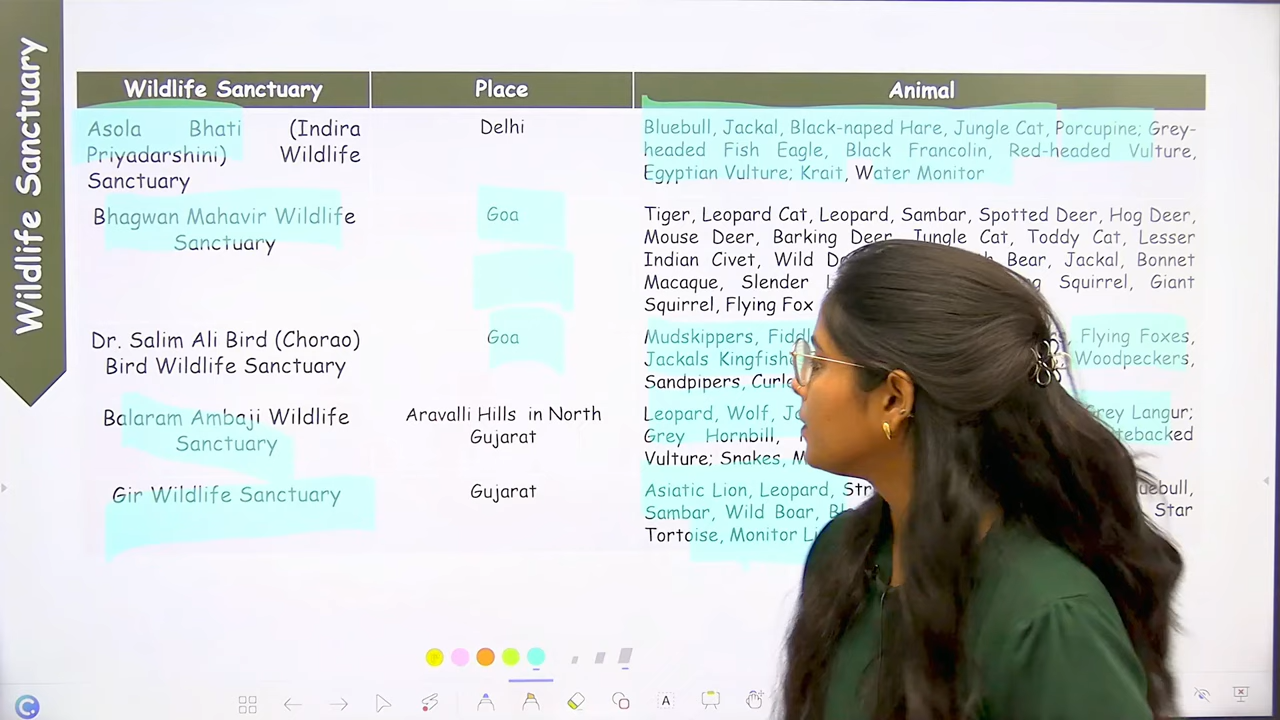 Wildlife Sanctuary
Wildlife Sanctuary Place Animal
Asola Bhati (Indira
Priyadarshini) Wildlife
Sanctuary
Delhi
Bluebull, Jackal, Black-naped Hare, Jungle Cat, Porcupine; Grey-
headed Fish Eagle, Black Francolin, Red-headed Vulture,
Egyptian Vulture; Krait, Water Monitor
Bhagwan Mahavir Wildlife
Sanctuary
Goa
Tiger, Leopard Cat, Leopard, Sambar, Spotted Deer, Hog Deer,
Mouse Deer, Barking Deer, Jungle Cat, Toddy Cat, Lesser
Indian Civet, Wild Bear, Jackal, Bonnet
Macaque, Slender Squirrel, Giant
Squirrel, Flying Fox
Dr. Salim Ali Bird (Chorao)
Bird Wildlife Sanctuary
Goa
Mudskippers, Flying Foxes,
Jackals Woodpeckers,
Sandpipers,
Balaram Ambaji Wildlife
Sanctuary
Aravalli Hills in North
Gujarat
Leopard, Wolf, Grey Langur;
Grey Hornbill,
Vulture; Snakes,
Gir Wildlife Sanctuary
Gujarat
Asiatic Lion, Leopard,
Sambar, Wild Boar, Star
Tortoise, Monitor
A